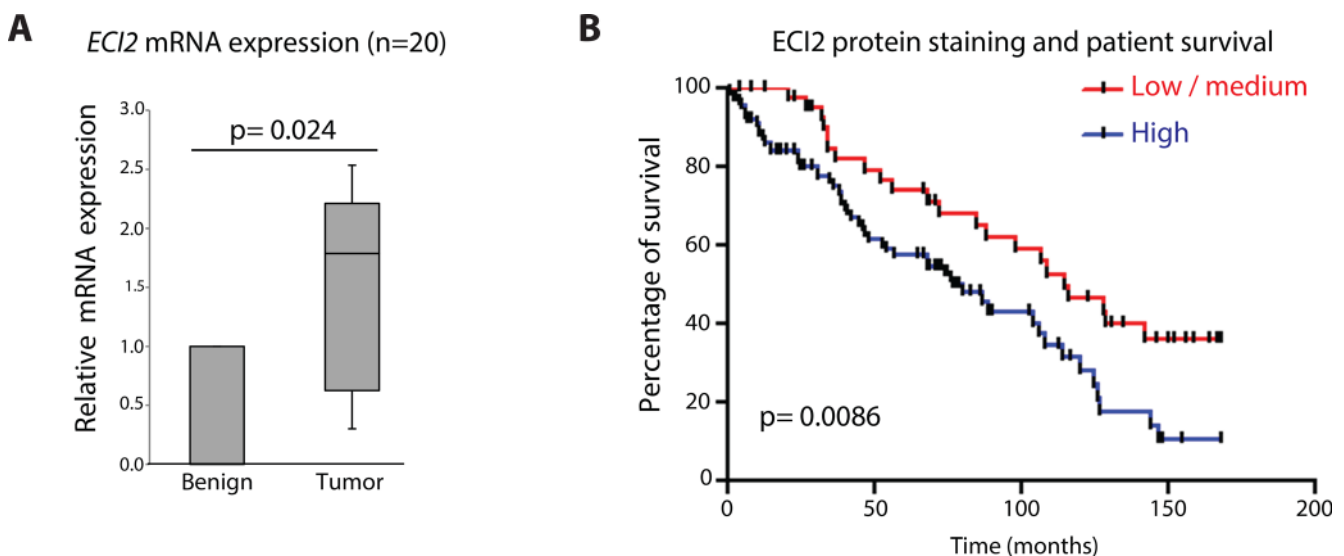 A
ECI2 mRNA expression (n=20)
Relative mRNA expression
3.0
2.5
2.0
1.5
1.0
0.5
0.0
p= 0.024
Benign
Tumor
B
ECI2 protein staining and patient survival
Percentage of survival
100
80
60
40
20
0
Low / medium
High
p= 0.0086
0
50
100
150
200
Time (months)